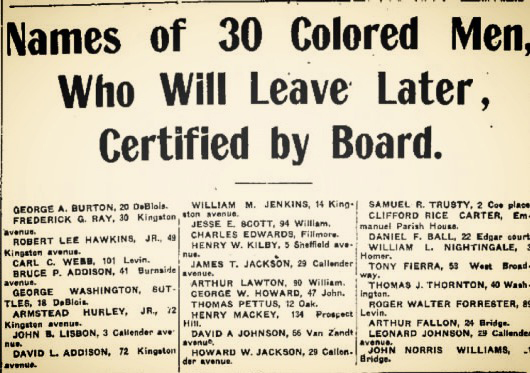 Names of 30 Colored Men,
Who Will Leave Later,
Certified by Board.
GEORGE A. BURTON, 20 DeBlois.
FREDERICK G. RAY, 30 Kingston
avenue.
ROBERT LEE HAWKINS, JR., 49
Kingston avenue.
CARL C. WEBB, 101 Levin.
BRUCE P. ADDISON, 41 Burnside
avenue.
GEORGE WASHINGTON, SUT-
TLES, 18 DeBlois.
ARMSTEAD HURLEY, JR., 72
Kingston avenue.
JOHN B. LISBON, 3 Callender ave-
nue.
DAVID L. ADDISON, 72 Kingston
avenue.
WILLIAM M. JENKINS, 14 King-
ston avenue.
JESSE E. SCOTT, 94 William.
CHARLES EDWARDS, Fillmore.
HENRY W. KILBY, 5 Sheffield ave-
nue.
JAMES T. JACKSON, 29 Callender
avenue.
ARTHUR LAWTON, 90 William.
GEORGE W. HOWARD, 47 John.
THOMAS PETTUS, 12 Oak.
HENRY MACKEY, 134 Prospect
Hill.
DAVID A JOHNSON, 66 Van Zandt
avenue.
HOWARD W. JACKSON, 29 Callen-
der avenue.
SAMUEL R. TRUSTY, 2 Coe place
CLIFFORD RICE CARTER, Em-
manuel Parish House.
DANIEL F. BALL, 22 Edgar court
WILLIAM L. NIGHTINGALE, 3
Homer.
TONY FIERRA, 53 West Broad-
way.
THOMAS J. THORNTON, 40 Wash-
ington.
ROGER WALTER FORRESTER, 89
Levin.
ARTHUR FALLON, 24 Bridge.
LEONARD JOHNSON, 29 Callender
avenue.
JOHN NORRIS WILLIAMS,
Bridge.